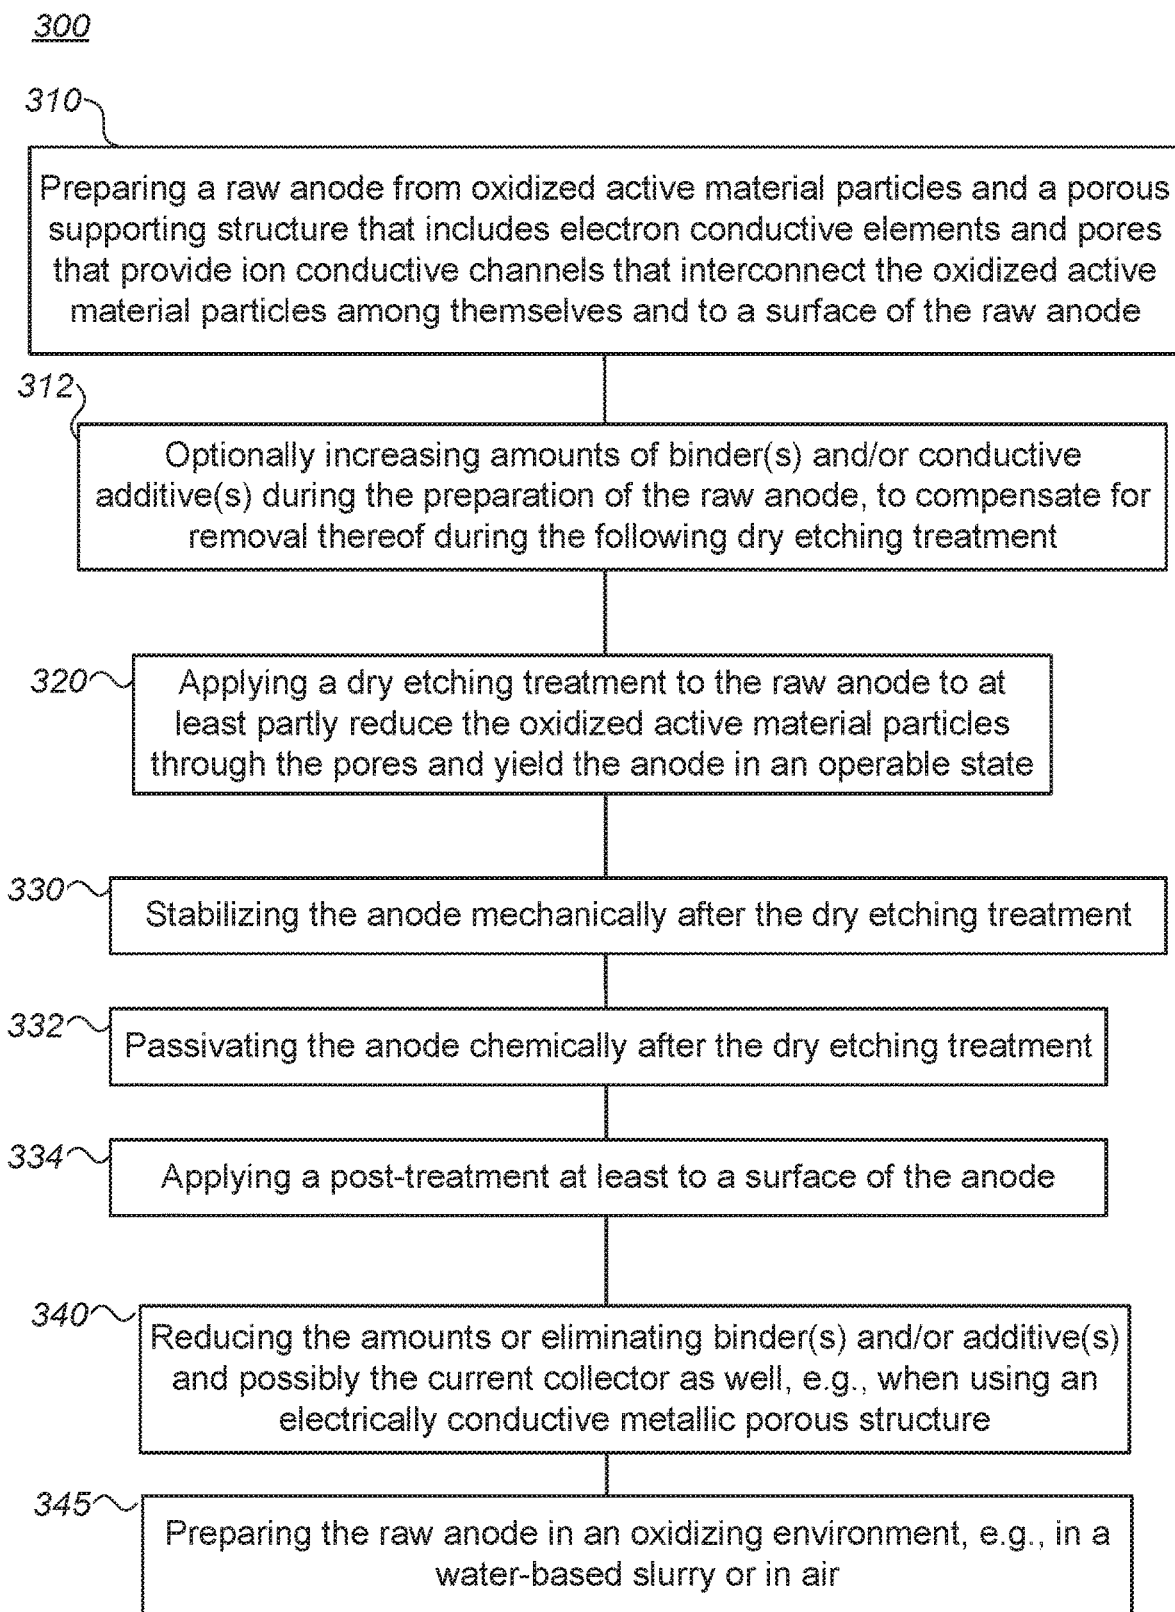 300
310
Preparing a raw anode from oxidized active material particles and a porous
supporting structure that includes electron conductive elements and pores
that provide ion conductive channels that interconnect the oxidized active
material particles among themselves and to a surface of the raw anode
312
Optionally increasing amounts of binder(s) and/or conductive
additive(s) during the preparation of the raw anode, to compensate for
removal thereof during the following dry etching treatment
320
Applying a dry etching treatment to the raw anode to at
least partly reduce the oxidized active material particles
through the pores and yield the anode in an operable state
330
Stabilizing the anode mechanically after the dry etching treatment
332
Passivating the anode chemically after the dry etching treatment
334
Applying a post-treatment at least to a surface of the anode
340
Reducing the amounts or eliminating binder(s) and/or additive(s)
and possibly the current collector as well, e.g., when using an
electrically conductive metallic porous structure
345
Preparing the raw anode in an oxidizing environment, e.g., in a
water-based slurry or in air